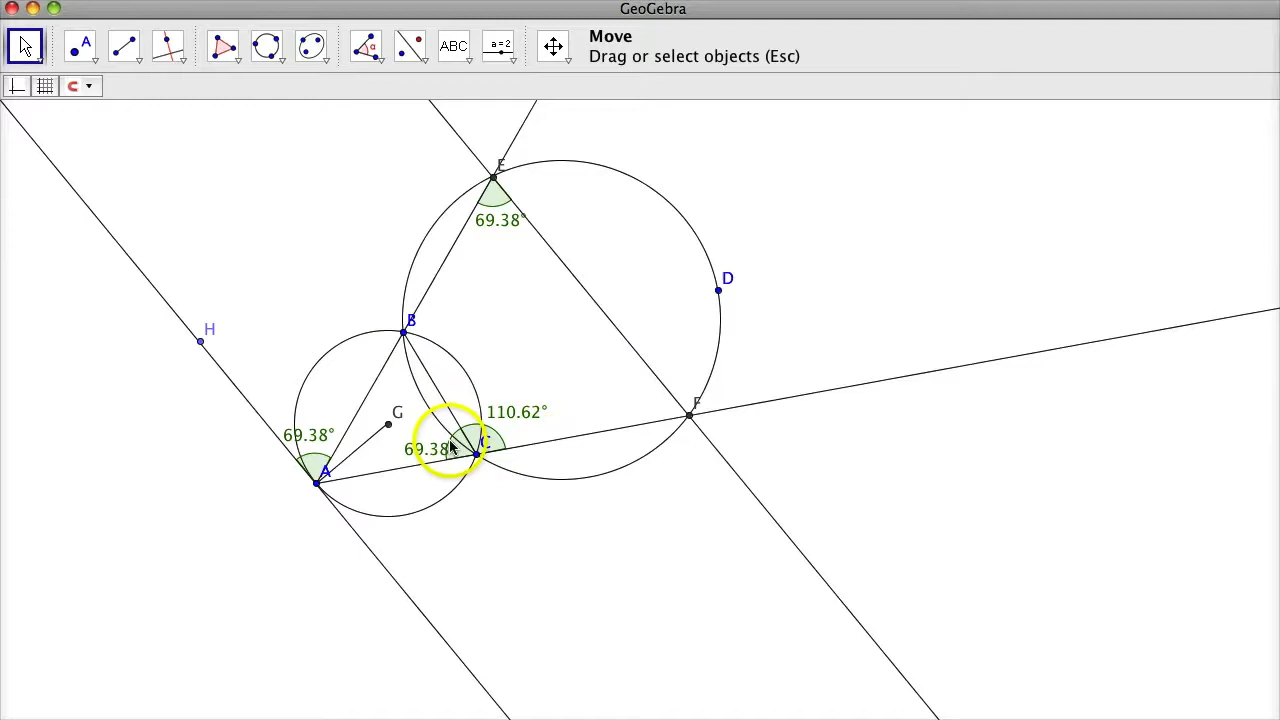 GeoGebra
A
α
ABC
a = 2
Move
Drag or select objects (Esc)
E
69.38°
D
H
B
F
G
110.62°
69.38°
69.38
C
A